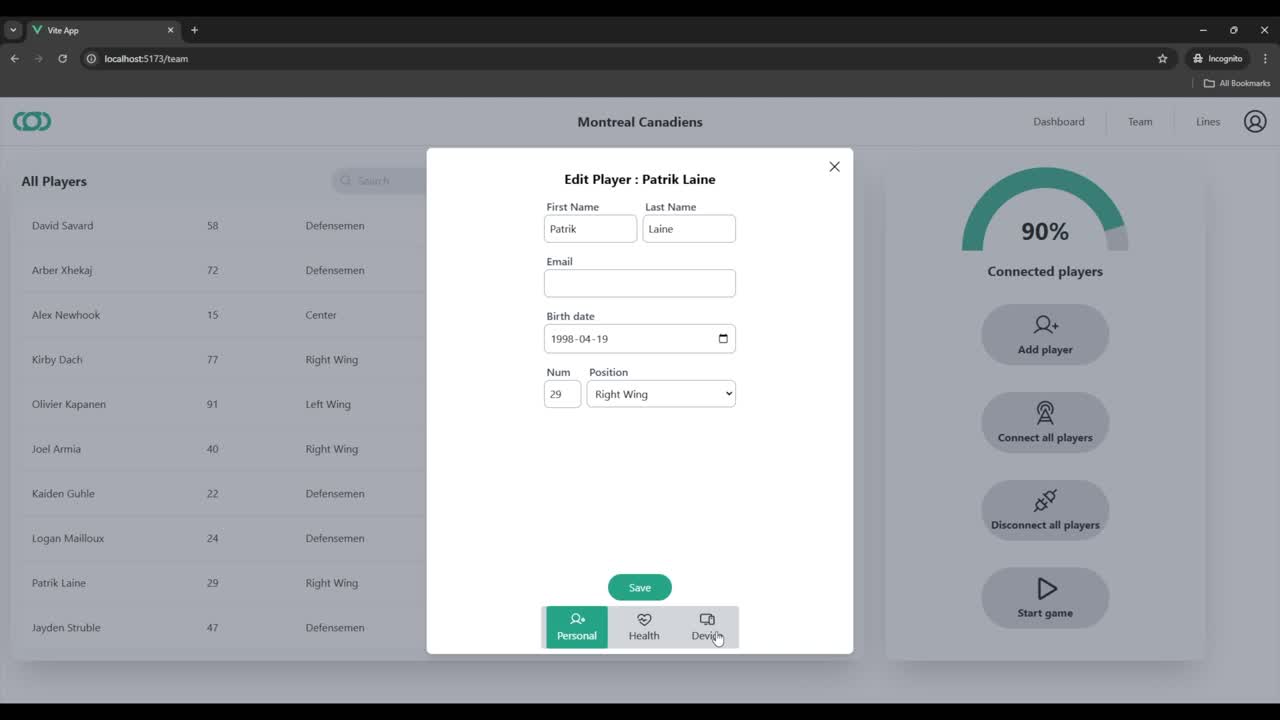 Vite App
localhost:5173/team
Incognito
All Bookmarks
Montreal Canadiens
Dashboard
Team
Lines
All Players
Search
David Savard 58 Defensemen
Arber Xhekaj 72 Defensemen
Alex Newhook 15 Center
Kirby Dach 77 Right Wing
Olivier Kapanen 91 Left Wing
Joel Armia 40 Right Wing
Kaiden Guhle 22 Defensemen
Logan Mailloux 24 Defensemen
Patrik Laine 29 Right Wing
Jayden Struble 47 Defensemen
Edit Player : Patrik Laine
First Name Last Name
Patrik Laine
Email
Birth date
1998-04-19
Num Position
29 Right Wing
Save
Personal Health
90%
Connected players
Add player
Connect all players
Disconnect all players
Start game